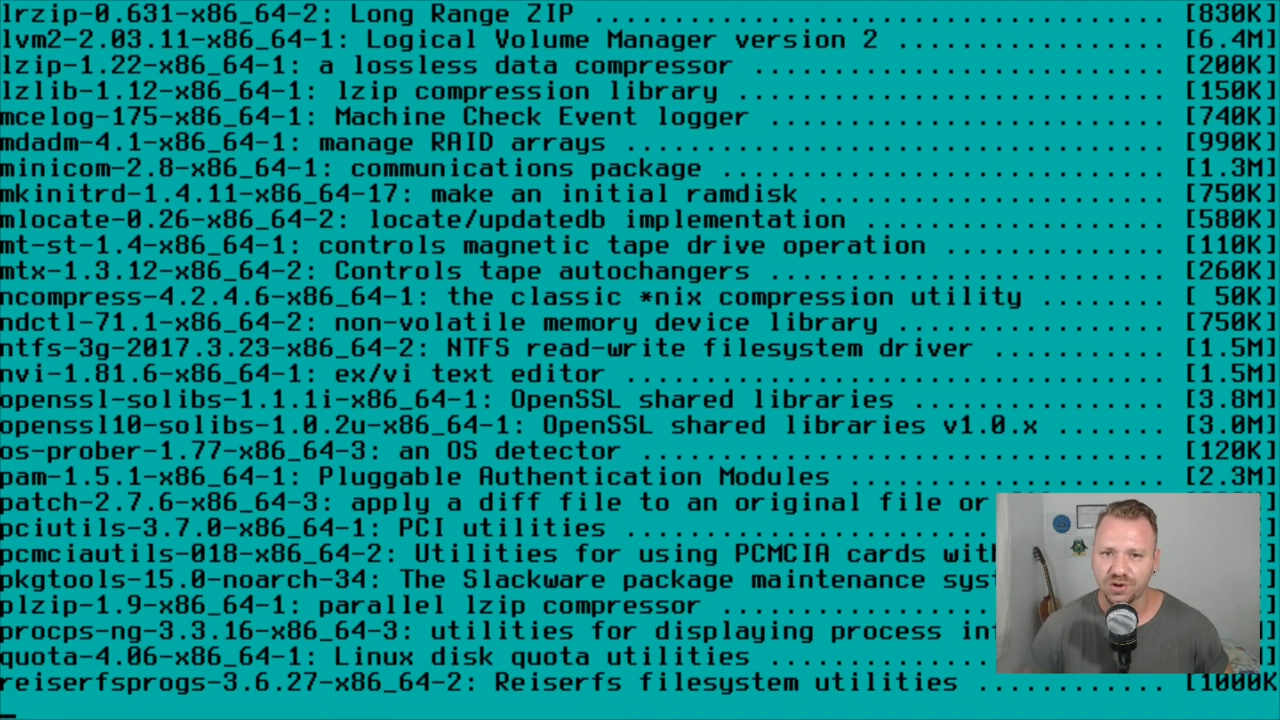 lrzip-0.631-x86_64-2: Long Range ZIP .................................... [830K]
lvm2-2.03.11-x86_64-1: Logical Volume Manager version 2 ................. [6.4M]
lzip-1.22-x86_64-1: a lossless data compressor .......................... [200K]
lzlib-1.12-x86_64-1: lzip compression library ........................... [150K]
mcelog-175-x86_64-1: Machine Check Event logger ......................... [740K]
mdadm-4.1-x86_64-1: manage RAID arrays .................................. [990K]
minicom-2.8-x86_64-1: communications package ............................ [1.3M]
mkinitrd-1.4.11-x86_64-17: make an initial ramdisk ...................... [750K]
mlocate-0.26-x86_64-2: locate/updatedb implementation ................... [580K]
mt-st-1.4-x86_64-1: controls magnetic tape drive operation .............. [110K]
mtx-1.3.12-x86_64-2: Controls tape autochangers ......................... [260K]
ncompress-4.2.4.6-x86_64-1: the classic *nix compression utility ........ [ 50K]
ndctl-71.1-x86_64-2: non-volatile memory device library ................. [750K]
ntfs-3g-2017.3.23-x86_64-2: NTFS read-write filesystem driver ........... [1.5M]
nvi-1.81.6-x86_64-1: ex/vi text editor .................................. [1.5M]
openssl-solibs-1.1.1i-x86_64-1: OpenSSL shared libraries ................ [3.8M]
openssl10-solibs-1.0.2u-x86_64-1: OpenSSL shared libraries v1.0.x ........ [3.0M]
os-prober-1.77-x86_64-3: an OS detector ................................. [120K]
pam-1.5.1-x86_64-1: Pluggable Authentication Modules .................... [2.3M]
patch-2.7.6-x86_64-3: apply a diff file to an original file or
pciutils-3.7.0-x86_64-1: PCI utilities ........................ ]
pcmciautils-018-x86_64-2: Utilities for using PCMCIA cards ]
pkgtools-15.0-noarch-34: The Slackware package maintenance ]
plzip-1.9-x86_64-1: parallel lzip compressor ................. ]
procps-ng-3.3.16-x86_64-3: utilities for displaying process ]
quota-4.06-x86_64-1: Linux disk quota utilities .............. ]
reiserfsprogs-3.6.27-x86_64-2: Reiserfs filesystem utilities ............ [1000K